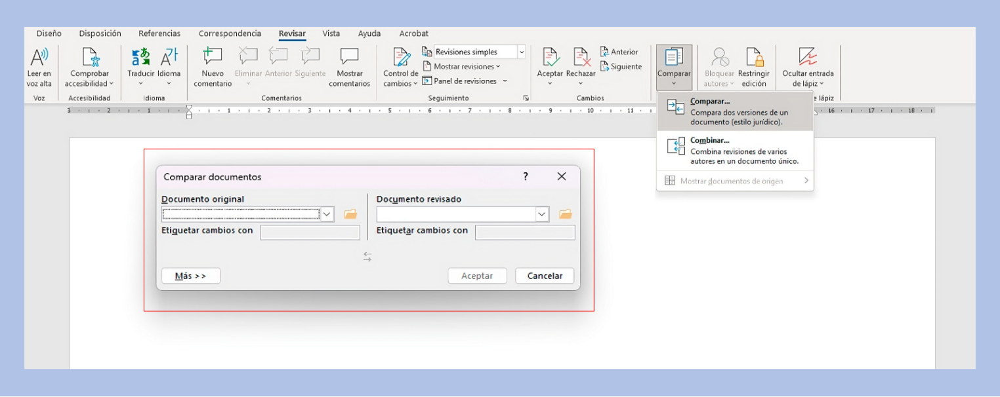 Diseño Disposición Referencias Correspondencia Revisar Vista Ayuda Acrobat
Leer en voz alta
Voz
Comprobar accesibilidad
Accesibilidad
Traducir Idioma
Idioma
Nuevo comentario
Eliminar Anterior Siguiente
Mostrar comentarios
Comentarios
Control de cambios
Revisiones simples
Mostrar revisiones
Panel de revisiones
Seguimiento
Aceptar Rechazar
Anterior
Siguiente
Cambios
Comparar
Bloquear autores
Restringir edición
Ocultar entrada de lápiz
e lápiz
3 2 1 1 2 3 4 5 6 7 8 9 10 11 16 17 18
Comparar...
Compara dos versiones de un
documento (estilo jurídico).
Combinar...
Combina revisiones de varios
autores en un documento único.
Mostrar documentos de origen
Comparar documentos ?
Documento original
Etiquetar cambios con
Documento revisado
Etiquetar cambios con
Más >>
Aceptar Cancelar